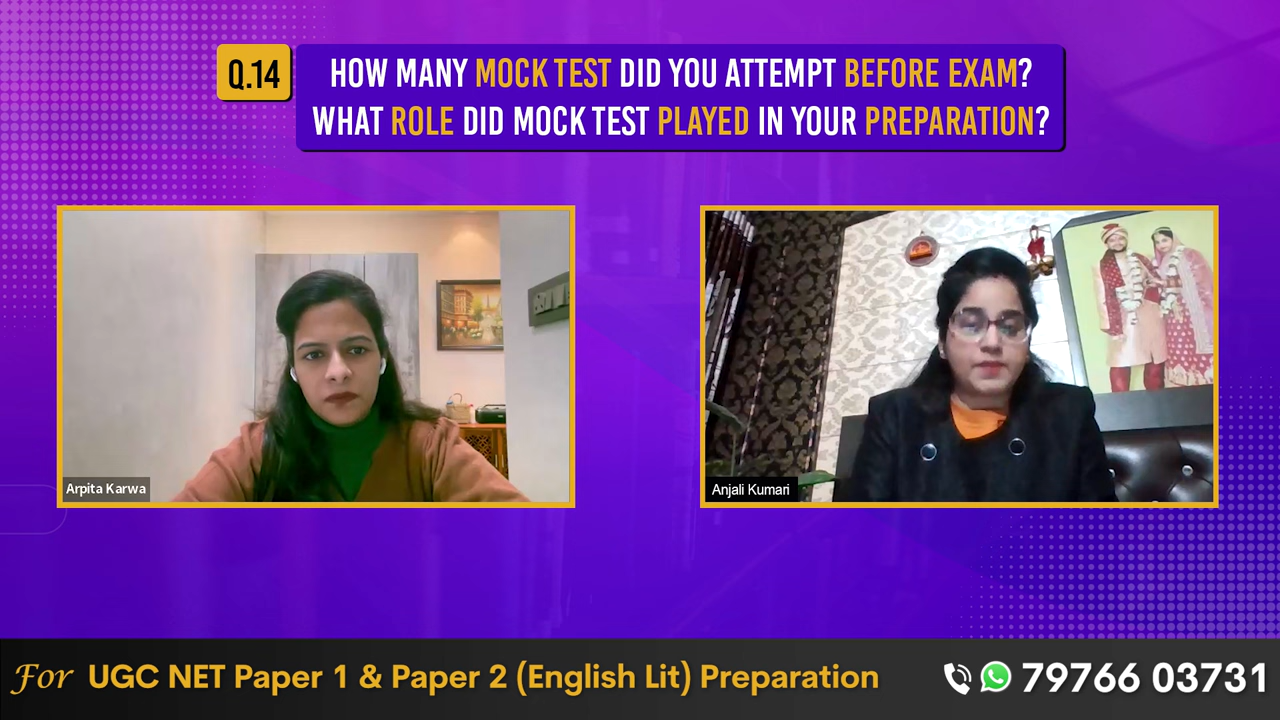 Q.14
HOW MANY MOCK TEST DID YOU ATTEMPT BEFORE EXAM?
WHAT ROLE DID MOCK TEST PLAYED IN YOUR PREPARATION?
Arpita Karwa
Anjali Kumari
For UGC NET Paper 1 & Paper 2 (English Lit) Preparation
79766 03731